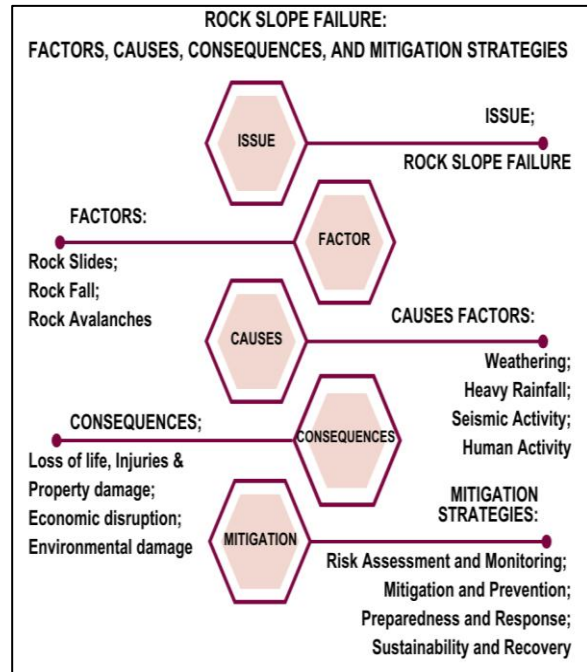 ROCK SLOPE FAILURE:
FACTORS, CAUSES, CONSEQUENCES, AND MITIGATION STRATEGIES
ISSUE
ISSUE;
ROCK SLOPE FAILURE
FACTORS:
FACTOR
Rock Slides;
Rock Fall;
Rock Avalanches
CAUSES
CAUSES FACTORS:
Weathering;
Heavy Rainfall;
Seismic Activity;
Human Activity
CONSEQUENCES;
CONSEQUENCES
Loss of life, Injuries &
Property damage;
Economic disruption;
Environmental damage
MITIGATION
MITIGATION
STRATEGIES:
Risk Assessment and Monitoring;
Mitigation and Prevention;
Preparedness and Response;
Sustainability and Recovery